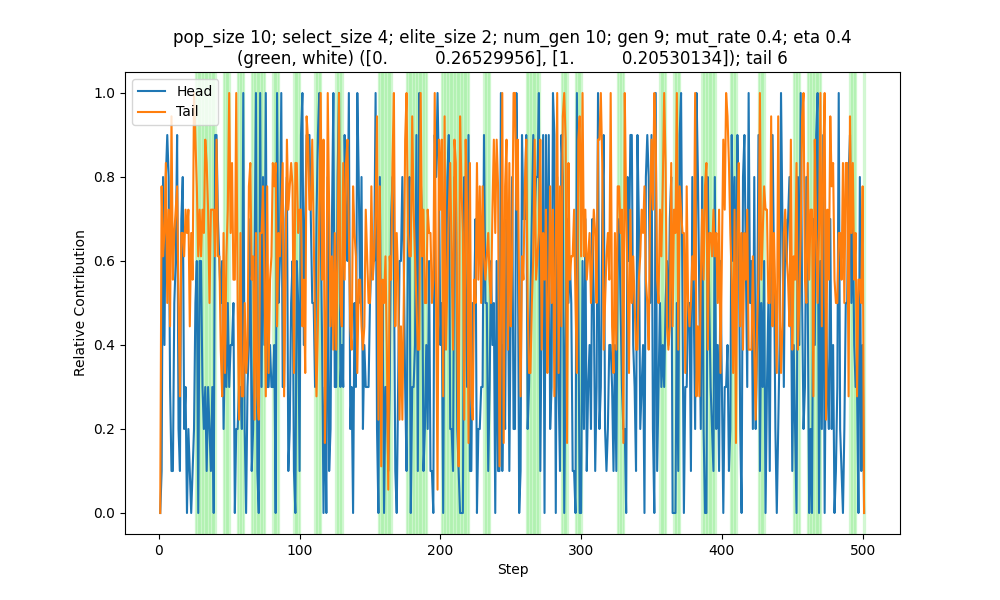 pop_size 10; select_size 4; elite_size 2; num_gen 10; gen 9; mut_rate 0.4; eta 0.4
(green, white) ([0. 0.26529956], [1. 0.20530134]); tail 6
Head
Tail
1.0
0.8
0.6
0.4
0.2
0.0
Relative Contribution
0 100 200 300 400 500
Step